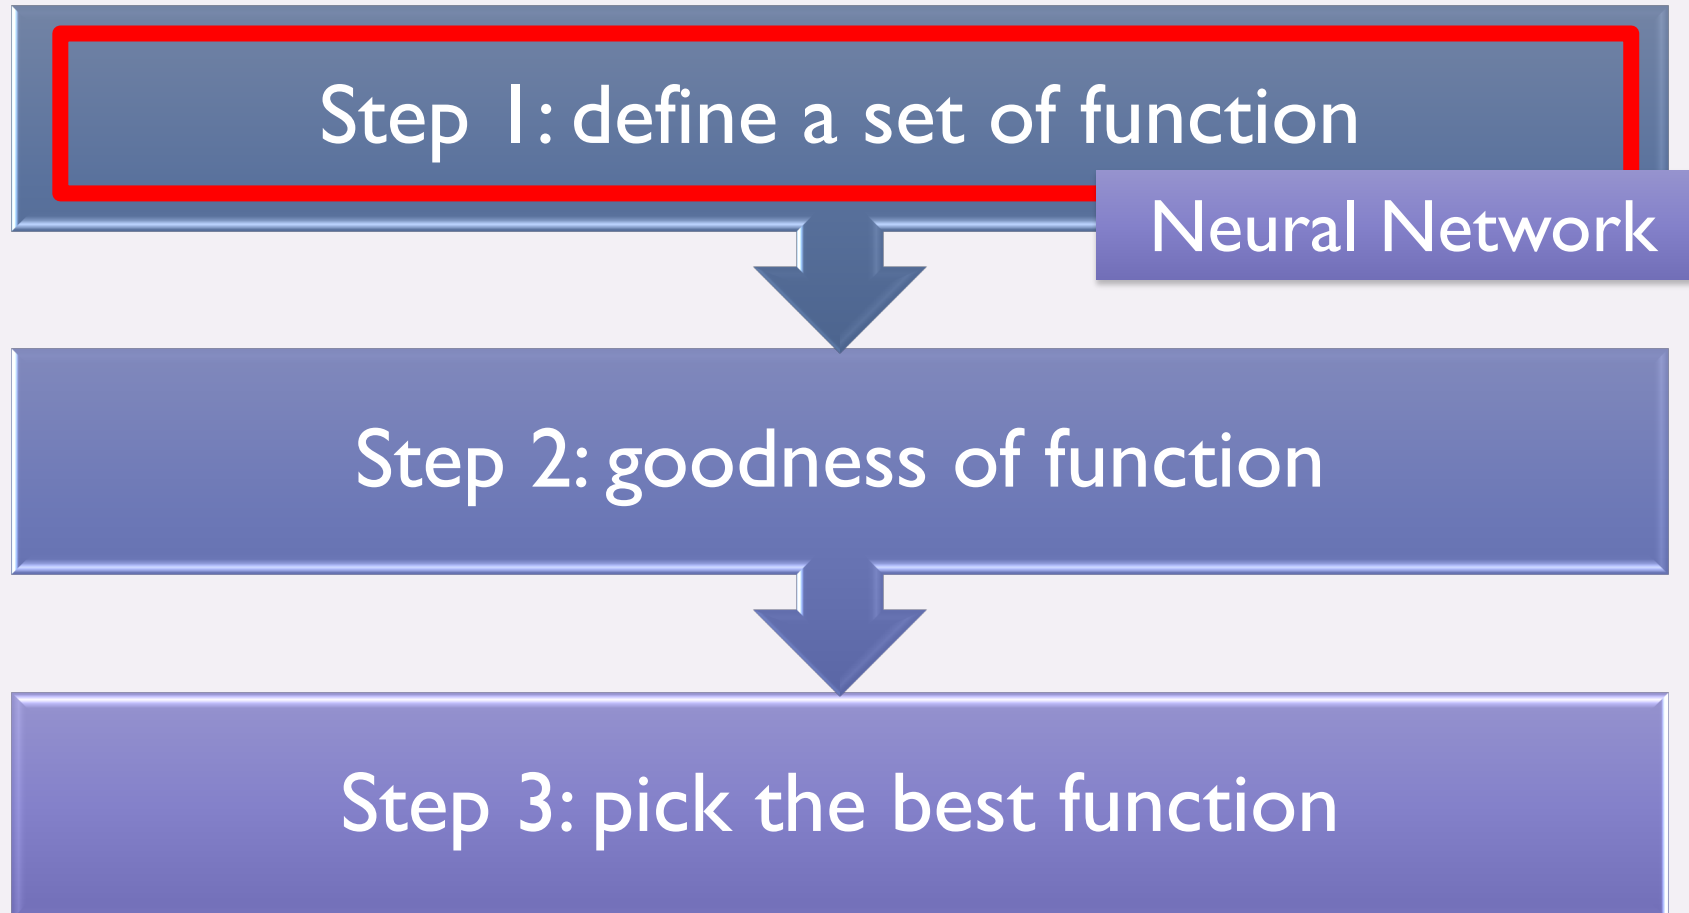 Step 1: define a set of function
Neural Network
Step 2: goodness of function
Step 3: pick the best function